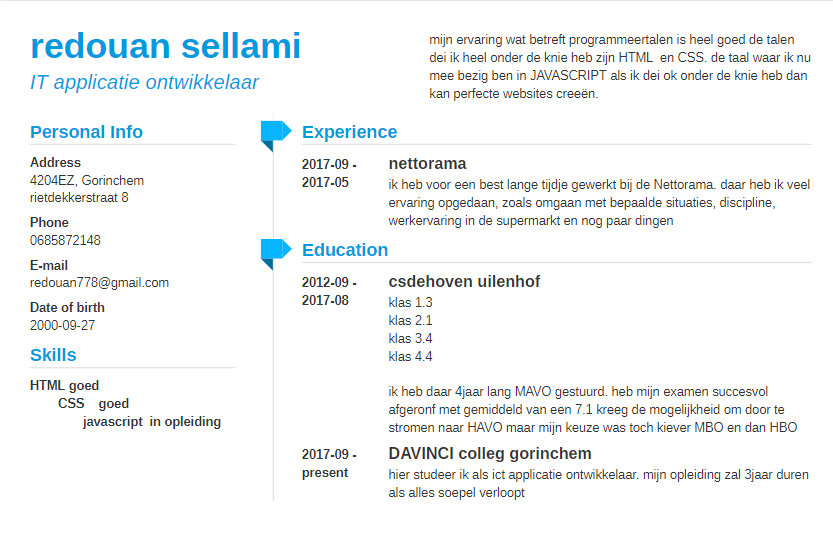 redouan sellami
IT applicatie ontwikkelaar
mijn ervaring wat betreft programmeertalen is heel goed de talen
dei ik heel onder de knie heb zijn HTML  en CSS. de taal waar ik nu
mee bezig ben in JAVASCRIPT als ik dei ok onder de knie heb dan
kan perfecte websites creeën.
Personal Info
Address
4204EZ, Gorinchem
rietdekkerstraat 8
Phone
0685872148
E-mail
redouan778@gmail.com
Date of birth
2000-09-27
Skills
HTML goed
CSS    goed
javascript  in opleiding
Experience
2017-09 -
2017-05
nettorama
ik heb voor een best lange tijdje gewerkt bij de Nettorama. daar heb ik veel
ervaring opgedaan, zoals omgaan met bepaalde situaties, discipline,
werkervaring in de supermarkt en nog paar dingen
Education
2012-09 -
2017-08
csdehoven uilenhof
klas 1.3
klas 2.1
klas 3.4
klas 4.4
ik heb daar 4jaar lang MAVO gestuurd. heb mijn examen succesvol
afgeronf met gemiddeld van een 7.1 kreeg de mogelijkheid om door te
stromen naar HAVO maar mijn keuze was toch kiever MBO en dan HBO
2017-09 -
present
DAVINCI colleg gorinchem
hier studeer ik als ict applicatie ontwikkelaar. mijn opleiding zal 3jaar duren
als alles soepel verloopt